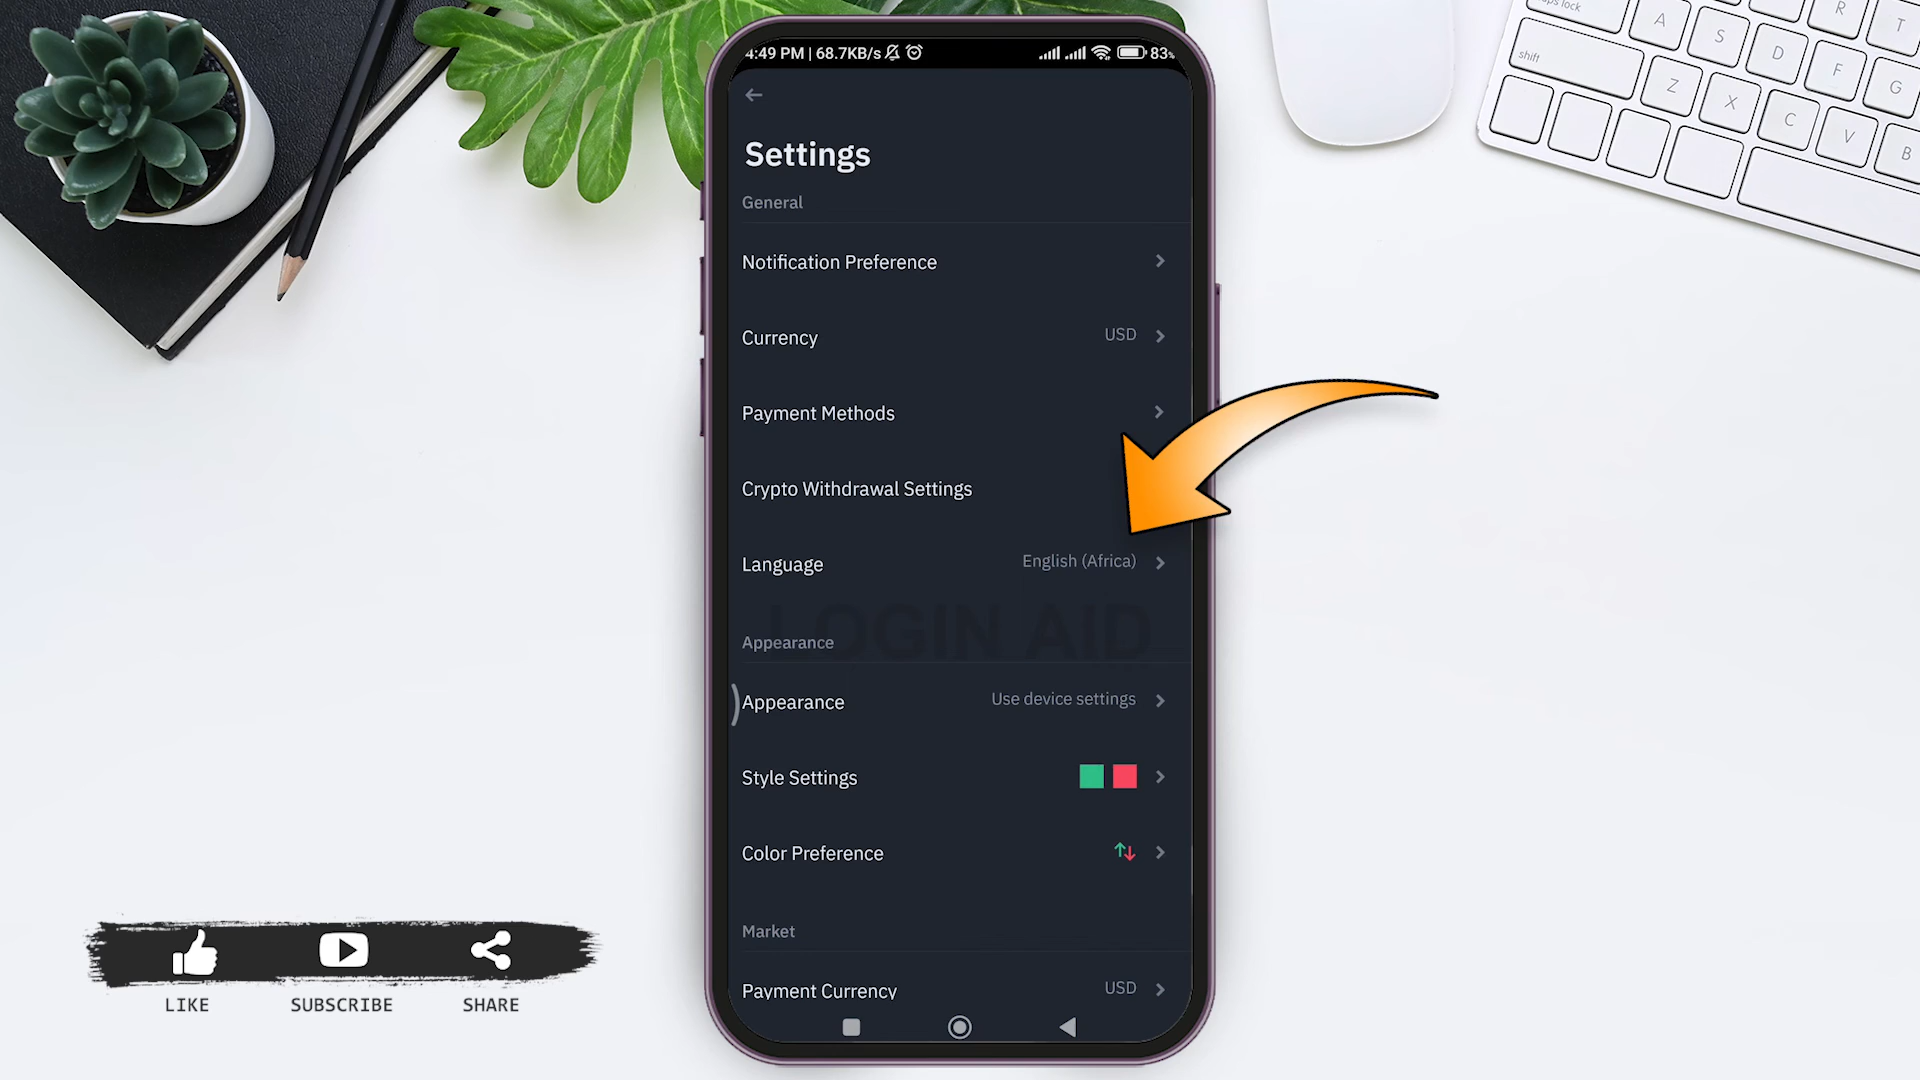 4:49 PM | 68.7KB/s
83%
Settings
General
Notification Preference
Currency
USD
Payment Methods
Crypto Withdrawal Settings
Language
English (Africa)
LOGIN AID
Appearance
Appearance
Use device settings
Style Settings
Color Preference
Market
Payment Currency
USD
LIKE
SUBSCRIBE
SHARE
caps lock
shift
A
S
D
F
G
R
T
Z
X
C
V
B